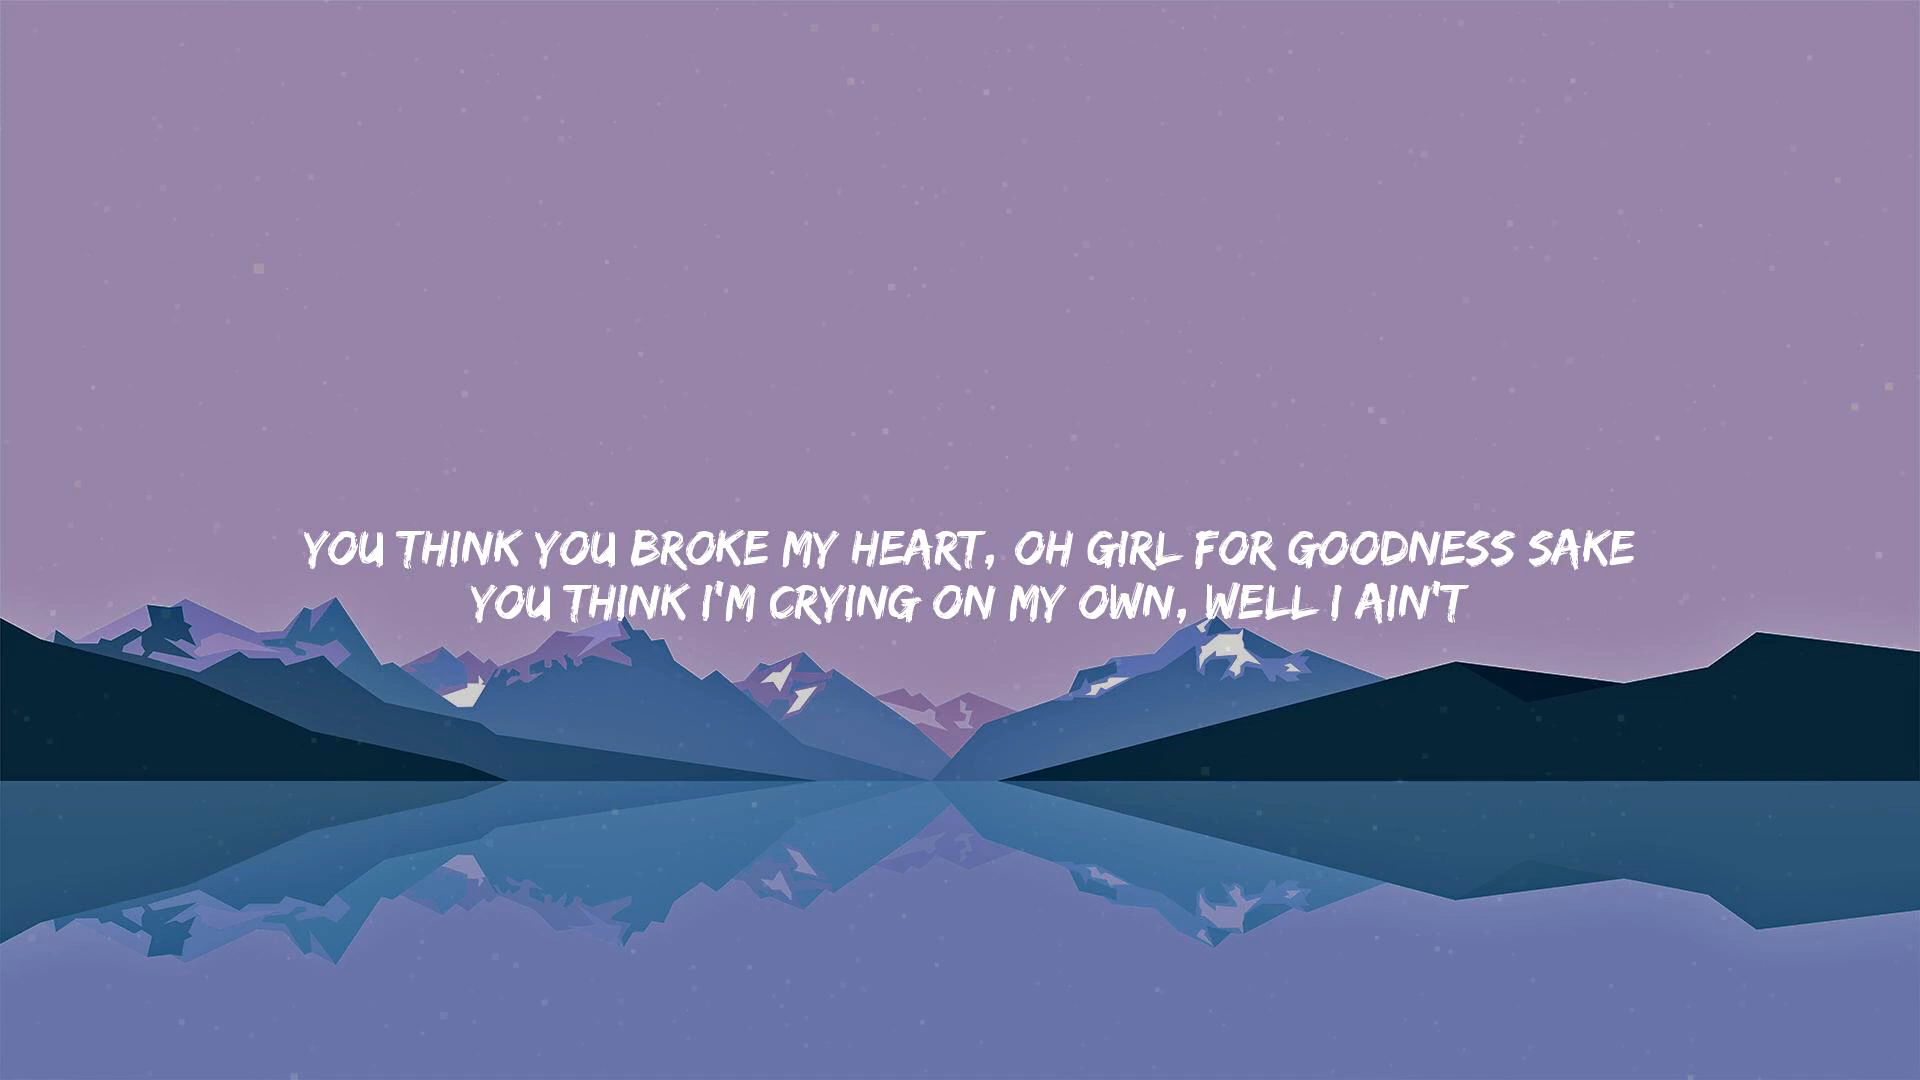 YOU THINK YOU BROKE MY HEART, OH GIRL FOR GOODNESS SAKE
YOU THINK I'M CRYING ON MY OWN, WELL I AIN'T